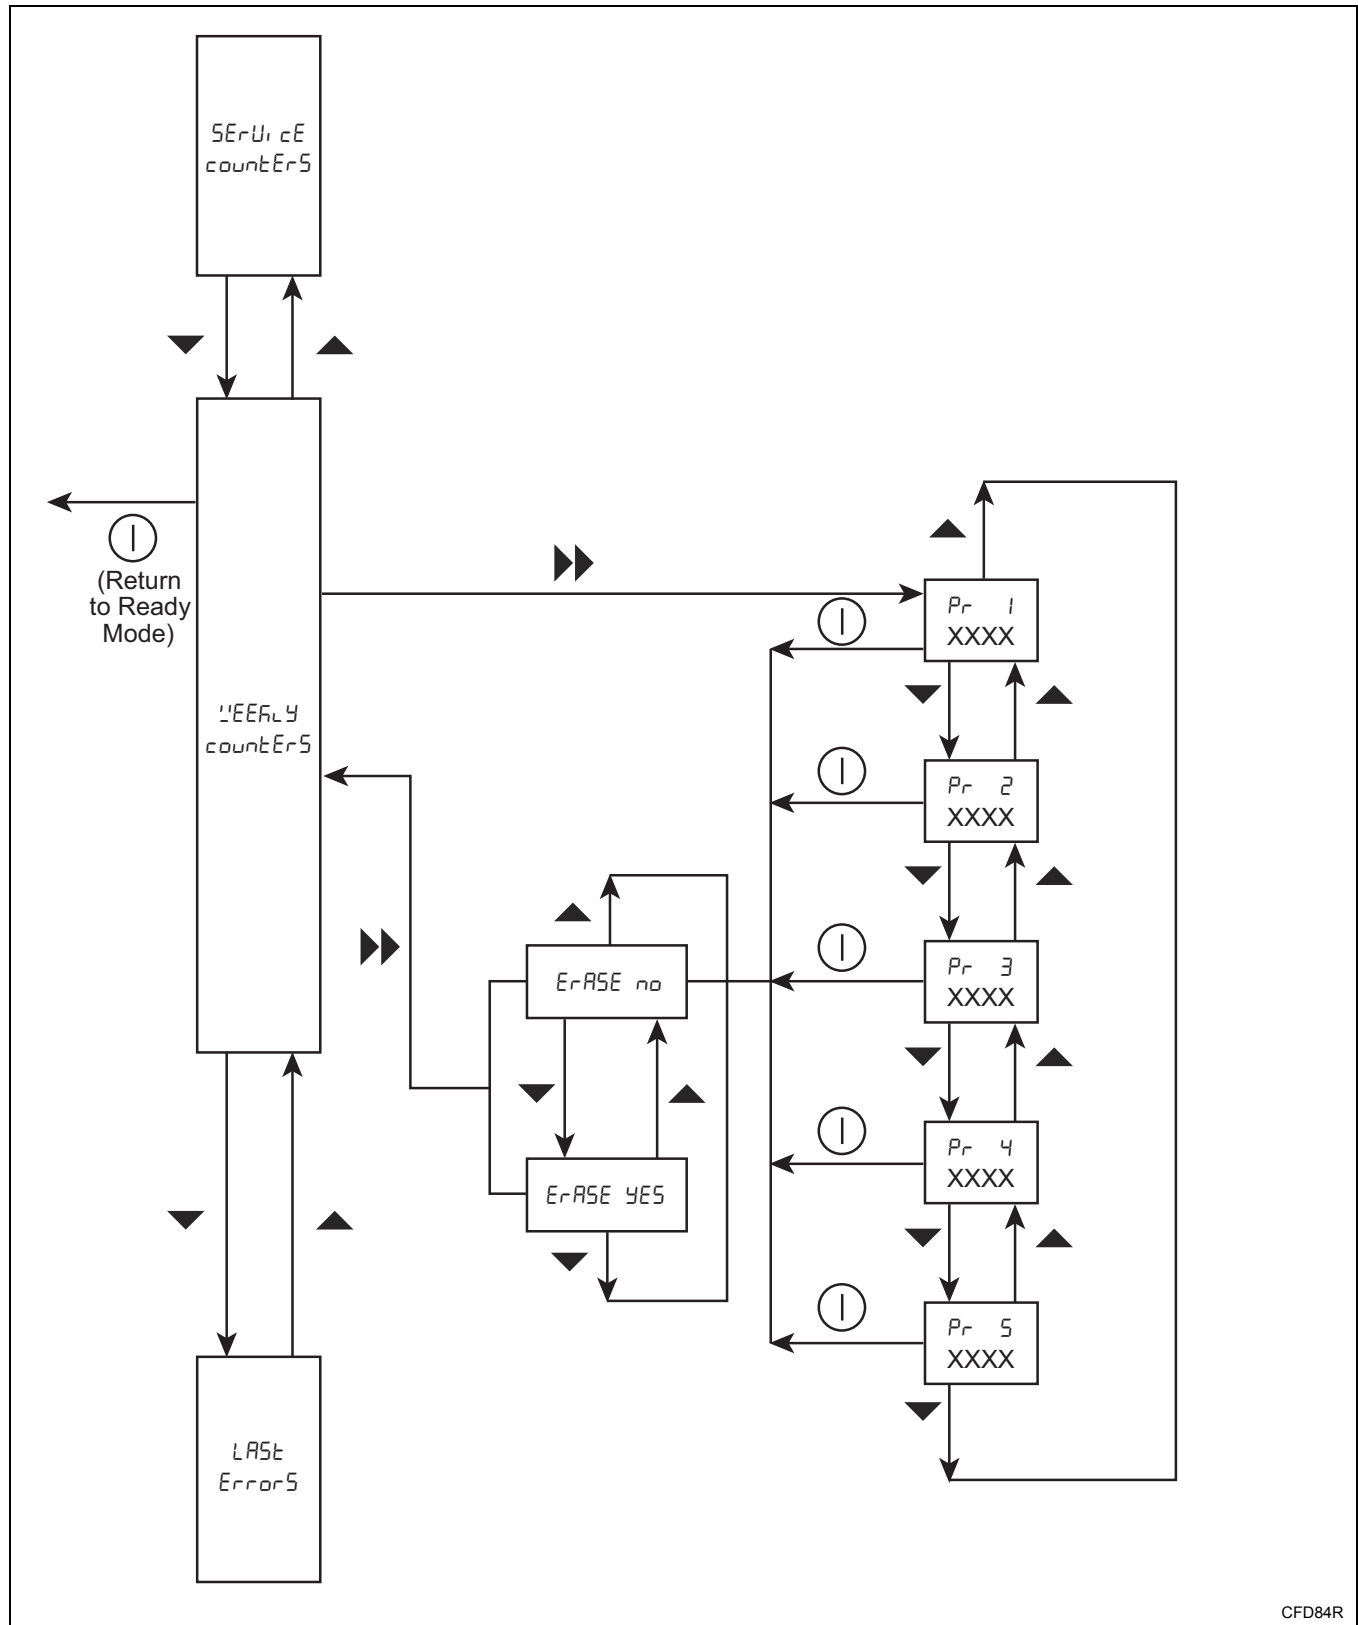 SErVicE
countErS
(Return
to Ready
Mode)
WEEkLY
countErS
Pr 1
XXXX
Pr 2
XXXX
Pr 3
XXXX
Pr 4
XXXX
Pr 5
XXXX
ErASE no
ErASE YES
LASt
ErrorS
CFD84R